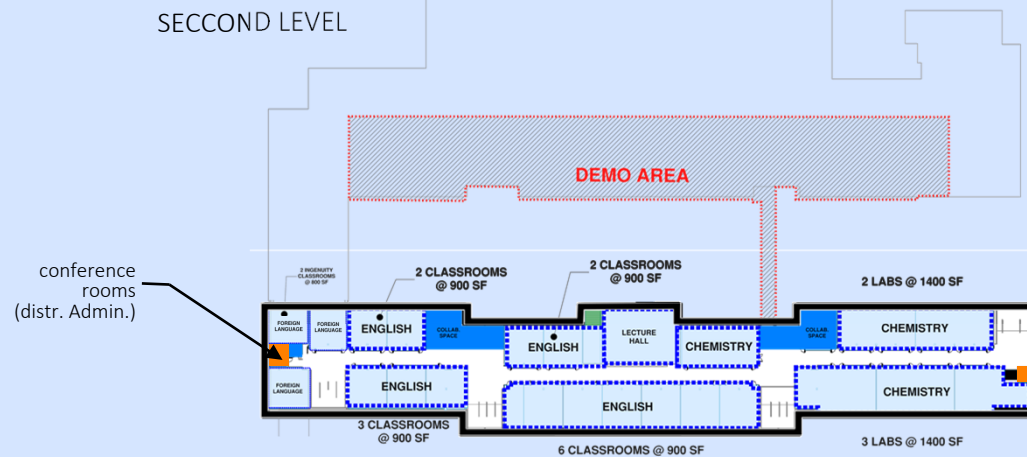 SECCOND LEVEL
DEMO AREA
conference
rooms
(distr. Admin.)
2 INGENUITY
CLASSROOMS
@ 800 SF
2 CLASSROOMS
@ 900 SF
2 CLASSROOMS
@ 900 SF
2 LABS @ 1400 SF
FOREIGN
LANGUAGE
FOREIGN
LANGUAGE
ENGLISH
COLLAB.
SPACE
ENGLISH
LECTURE
HALL
CHEMISTRY
COLLAB.
SPACE
CHEMISTRY
FOREIGN
LANGUAGE
ENGLISH
ENGLISH
CHEMISTRY
3 CLASSROOMS
@ 900 SF
6 CLASSROOMS @ 900 SF
3 LABS @ 1400 SF